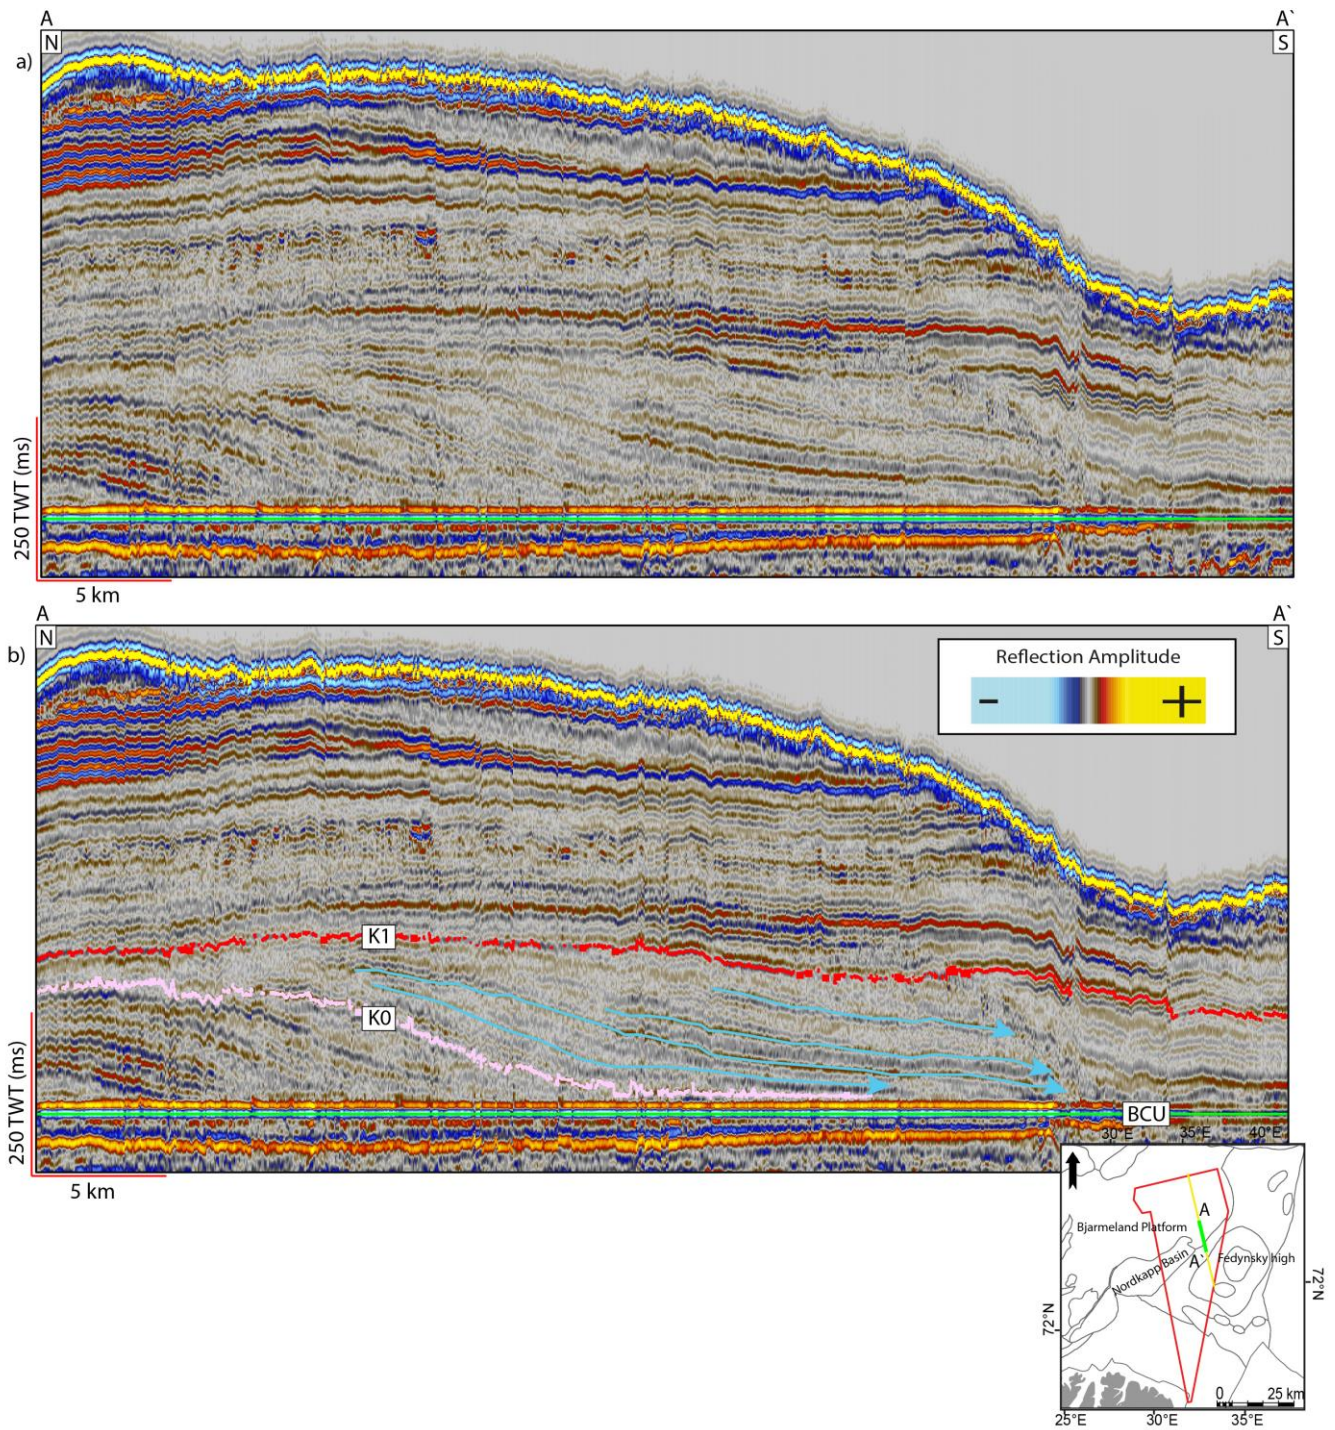 A A`
a) N S
250 TWT (ms)
5 km
A A`
b) N S
Reflection Amplitude
- +
K1
K0
BCU
250 TWT (ms)
5 km
30°E 35°E 40°E
A
Bjarmeland Platform
A'
Fedynsky high
Nordkapp Basin
72°N
72°N
0 25 km
25°E 30°E 35°E